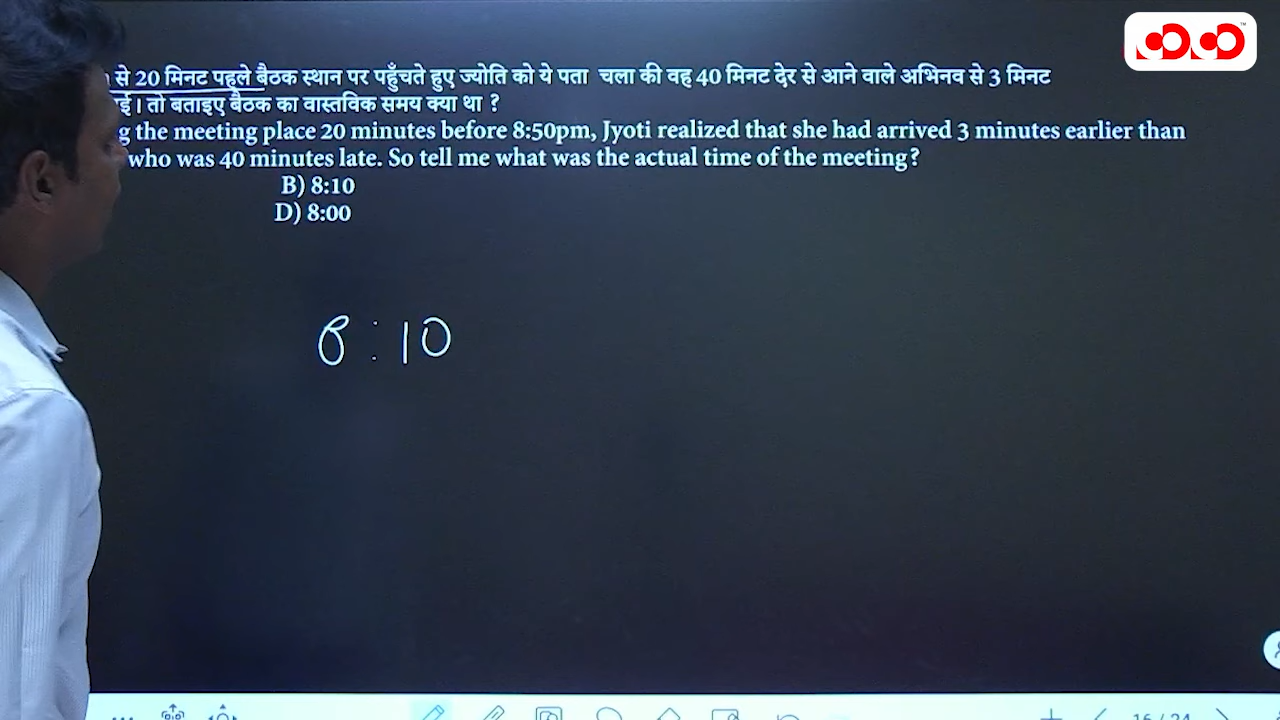 से 20 मिनट पहले बैठक स्थान पर पहुँचते हुए ज्योति को ये पता चला की वह 40 मिनट देर से आने वाले अभिनव से 3 मिनट
तो बताइए बैठक का वास्तविक समय क्या था ?
the meeting place 20 minutes before 8:50pm, Jyoti realized that she had arrived 3 minutes earlier than
who was 40 minutes late. So tell me what was the actual time of the meeting?
B) 8:10
D) 8:00
8:10
16/24